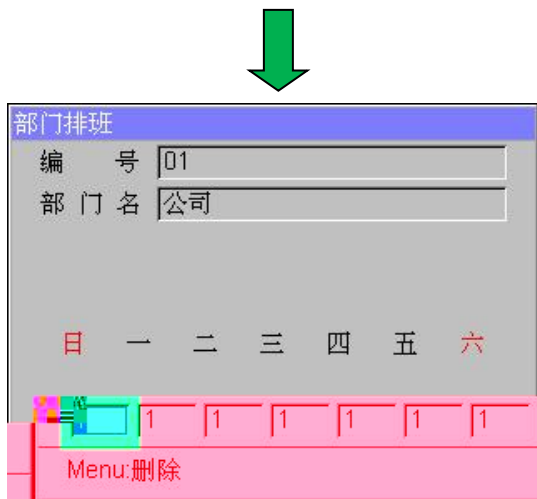 部门排班
编 号 01
部门名 公司
日 一 二 三 四 五 六
1 1 1 1 1 1
Menu:删除